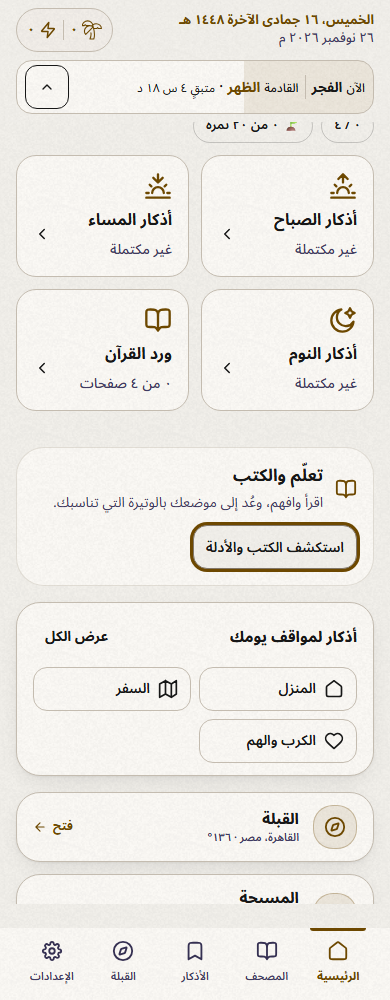 الخميس، ١٦ جمادى الآخرة ١٤٤٨ هـ
٢٦ نوفمبر ٢٠٢٦ م
الآن الفجر القادمة الظهر · متبقٍ ٤ س ١٨ د
٠ / ٤
٠ من ٢٠ ثمرة
أذكار الصباح
غير مكتملة
أذكار المساء
غير مكتملة
أذكار النوم
غير مكتملة
ورد القرآن
٠ من ٤ صفحات
تعلّم والكتب
اقرأ وافهم، وعُد إلى موضعك بالوتيرة التي تناسبك.
استكشف الكتب والأدلة
أذكار لمواقف يومك
عرض الكل
المنزل
السفر
الكرب والهم
القبلة
القاهرة، مصر · ١٣٦°
فتح ←
المسبحة
الرئيسية
المصحف
الأذكار
القبلة
الإعدادات